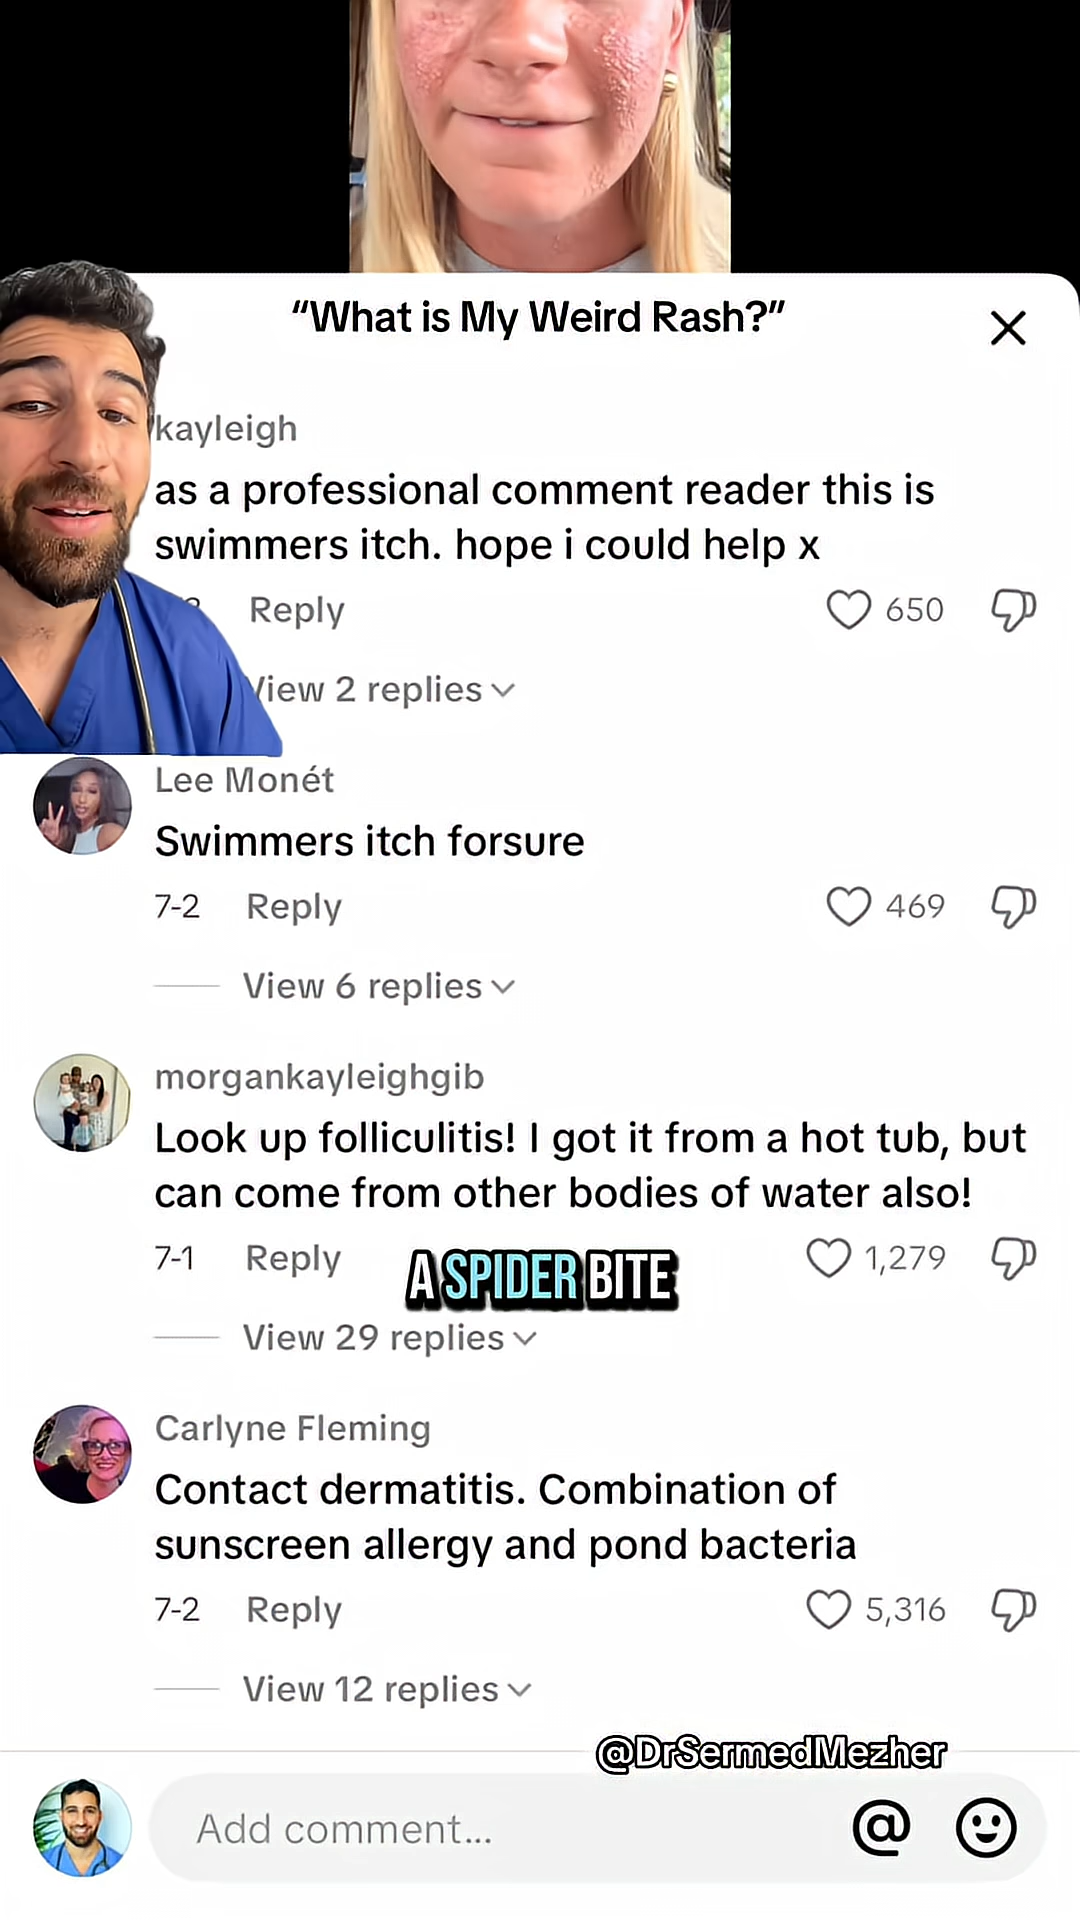 “What is My Weird Rash?”
kayleigh
as a professional comment reader this is
swimmers itch. hope i could help x
Reply
650
View 2 replies
Lee Monét
Swimmers itch forsure
7-2 Reply
469
View 6 replies
morgankayleighgib
Look up folliculitis! I got it from a hot tub, but
can come from other bodies of water also!
7-1 Reply
1,279
A SPIDER BITE
View 29 replies
Carlyne Fleming
Contact dermatitis. Combination of
sunscreen allergy and pond bacteria
7-2 Reply
5,316
View 12 replies
@DrSermedMezher
Add comment...
@